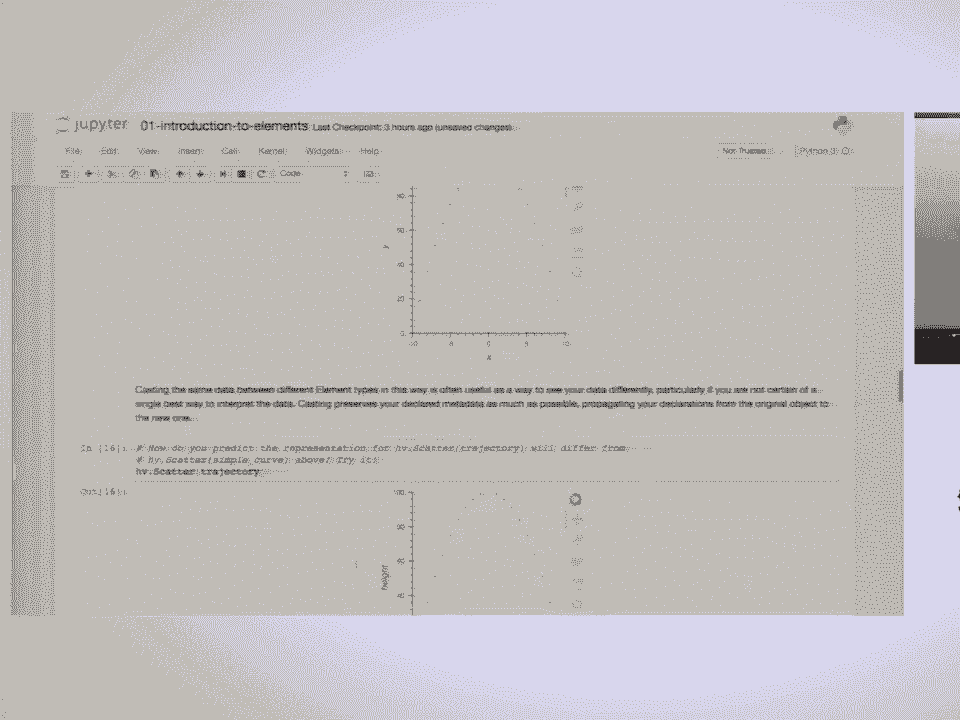 jupyter 01-introduction-to-elements Last Checkpoint: 3 hours ago (unsaved changes)
File Edit View Insert Cell Kernel Widgets Help
Not Trusted Python 3
Code
80
60
y
40
20
0
-10 -5 0 5 10
x
Casting the same data between different Element types in this way is often useful as a way to see your data differently, particularly if you are not certain of a
single best way to interpret the data. Casting preserves your declared metadata as much as possible, propagating your declarations from the original object to
the new one.
In [16]: # How do you predict the representation for hv.Scatter(trajectory) will differ from
# hv.Scatter(simple_curve) above? Try it!
hv.Scatter(trajectory)
Out[16]:
100
height